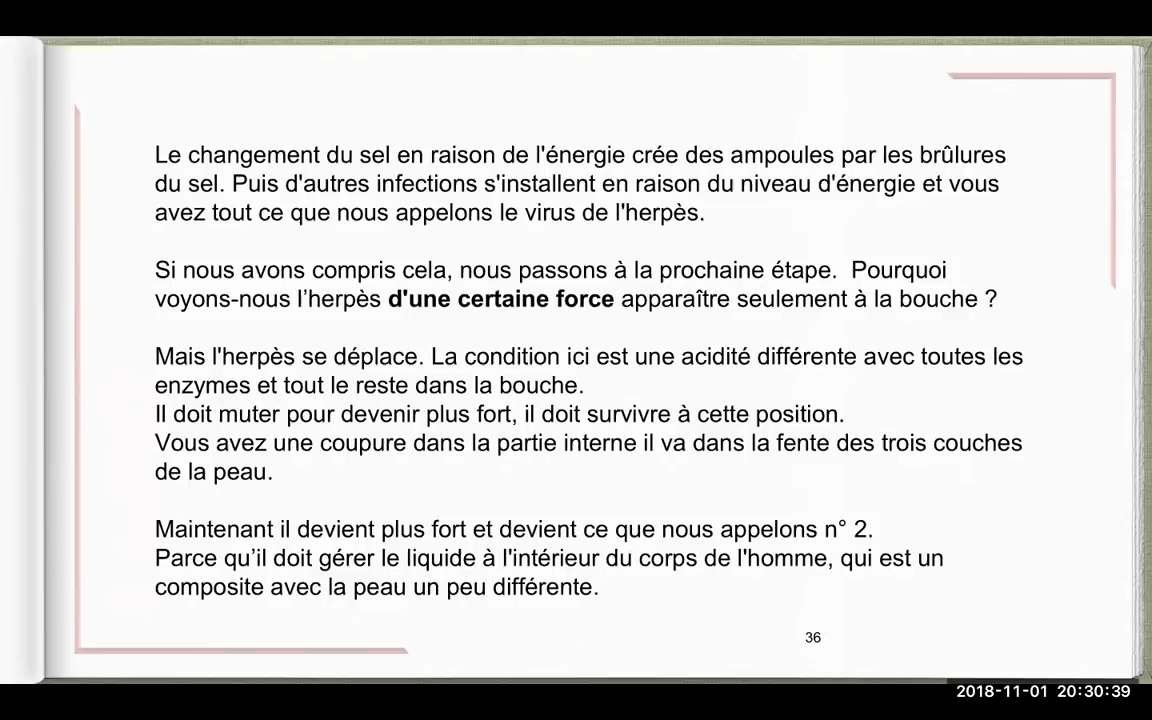 Le changement du sel en raison de l'énergie crée des ampoules par les brûlures
du sel. Puis d'autres infections s'installent en raison du niveau d'énergie et vous
avez tout ce que nous appelons le virus de l'herpès.
Si nous avons compris cela, nous passons à la prochaine étape.  Pourquoi
voyons-nous l’herpès d'une certaine force apparaître seulement à la bouche ?
Mais l'herpès se déplace. La condition ici est une acidité différente avec toutes les
enzymes et tout le reste dans la bouche.
Il doit muter pour devenir plus fort, il doit survivre à cette position.
Vous avez une coupure dans la partie interne il va dans la fente des trois couches
de la peau.
Maintenant il devient plus fort et devient ce que nous appelons n° 2.
Parce qu’il doit gérer le liquide à l'intérieur du corps de l'homme, qui est un
composite avec la peau un peu différente.
36
2018-11-01 20:30:39